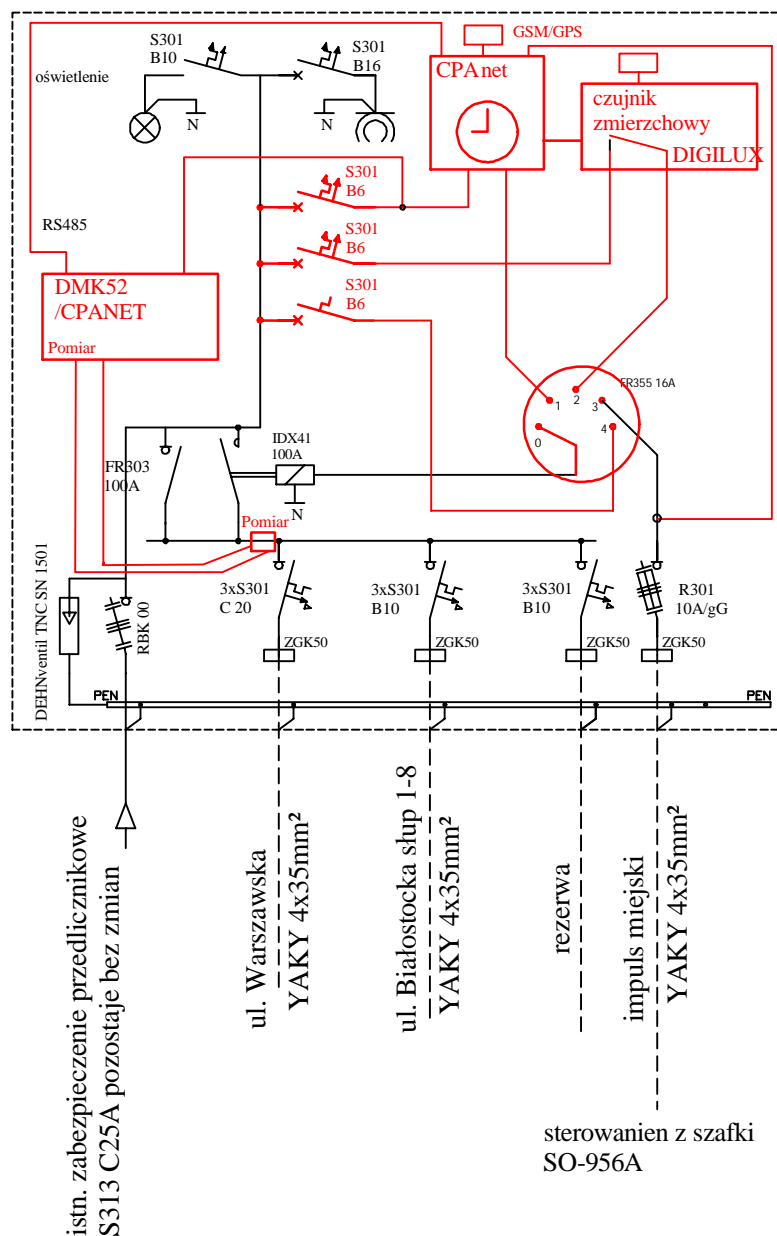 S301
B10
S301
B16
GSM/GPS
CPAnet
oświetlenie
czujnik
zmierzchowy
DIGILUX
N
N
S301
B6
RS485
S301
B6
DMK52
/CPANET
S301
B6
Pomiar
FR355 16A
1
2
3
0
4
FR303
100A
IDX41
100A
N
Pomiar
DEHNventil TNC SN 1501
RBK 00
3xS301
C 20
3xS301
B10
3xS301
B10
R301
10A/gG
ZGK50
ZGK50
ZGK50
ZGK50
PEN
PEN
istn. zabezpieczenie przedlicznikowe
S313 C25A pozostaje bez zmian
ul. Warszawska
YAKY 4x35mm²
ul. Białostocka słup 1-8
YAKY 4x35mm²
rezerwa
impuls miejski
YAKY 4x35mm²
sterowanien z szafki
SO-956A